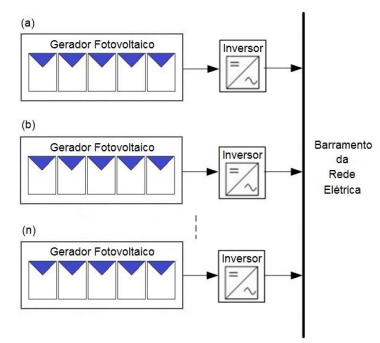 (a)
Gerador Fotovoltaico
Inversor
(b)
Gerador Fotovoltaico
Inversor
(n)
Gerador Fotovoltaico
Inversor
Barramento
da
Rede
Elétrica